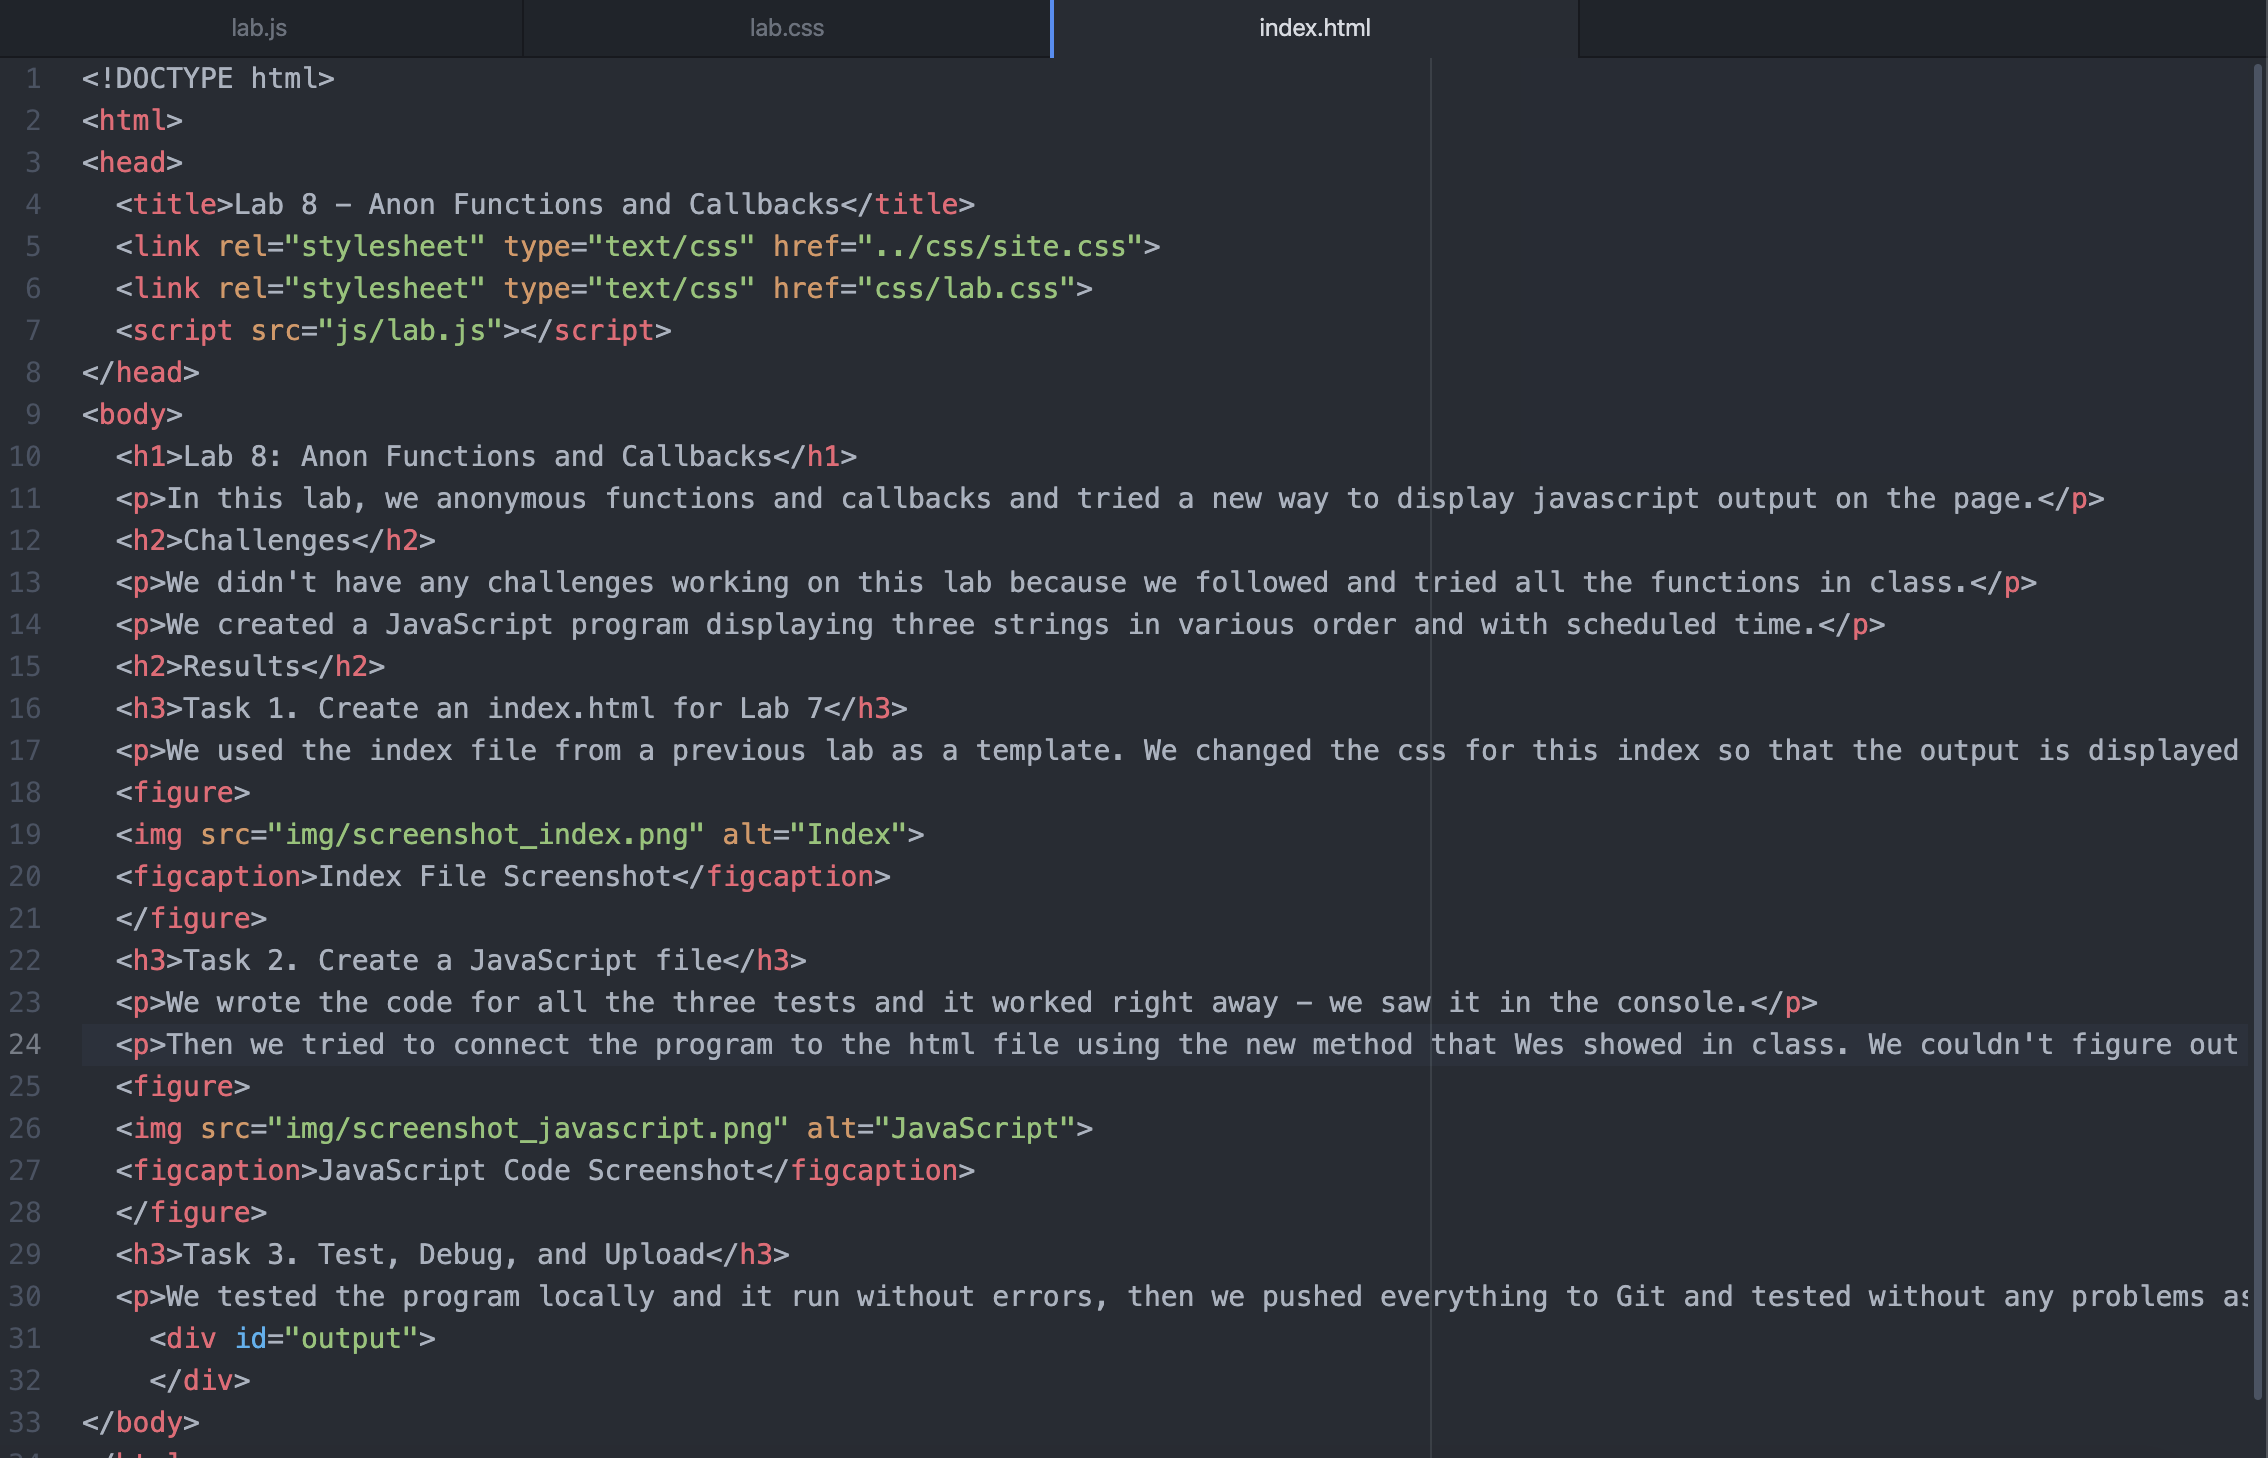 lab.js
lab.css
index.html
1 <!DOCTYPE html>
2 <html>
3 <head>
4   <title>Lab 8 – Anon Functions and Callbacks</title>
5   <link rel="stylesheet" type="text/css" href="../css/site.css">
6   <link rel="stylesheet" type="text/css" href="css/lab.css">
7   <script src="js/lab.js"></script>
8 </head>
9 <body>
10   <h1>Lab 8: Anon Functions and Callbacks</h1>
11   <p>In this lab, we anonymous functions and callbacks and tried a new way to display javascript output on the page.</p>
12   <h2>Challenges</h2>
13   <p>We didn't have any challenges working on this lab because we followed and tried all the functions in class.</p>
14   <p>We created a JavaScript program displaying three strings in various order and with scheduled time.</p>
15   <h2>Results</h2>
16   <h3>Task 1. Create an index.html for Lab 7</h3>
17   <p>We used the index file from a previous lab as a template. We changed the css for this index so that the output is displayed
18   <figure>
19   <img src="img/screenshot_index.png" alt="Index">
20   <figcaption>Index File Screenshot</figcaption>
21   </figure>
22   <h3>Task 2. Create a JavaScript file</h3>
23   <p>We wrote the code for all the three tests and it worked right away – we saw it in the console.</p>
24   <p>Then we tried to connect the program to the html file using the new method that Wes showed in class. We couldn't figure out
25   <figure>
26   <img src="img/screenshot_javascript.png" alt="JavaScript">
27   <figcaption>JavaScript Code Screenshot</figcaption>
28   </figure>
29   <h3>Task 3. Test, Debug, and Upload</h3>
30   <p>We tested the program locally and it run without errors, then we pushed everything to Git and tested without any problems as
31     <div id="output">
32     </div>
33 </body>